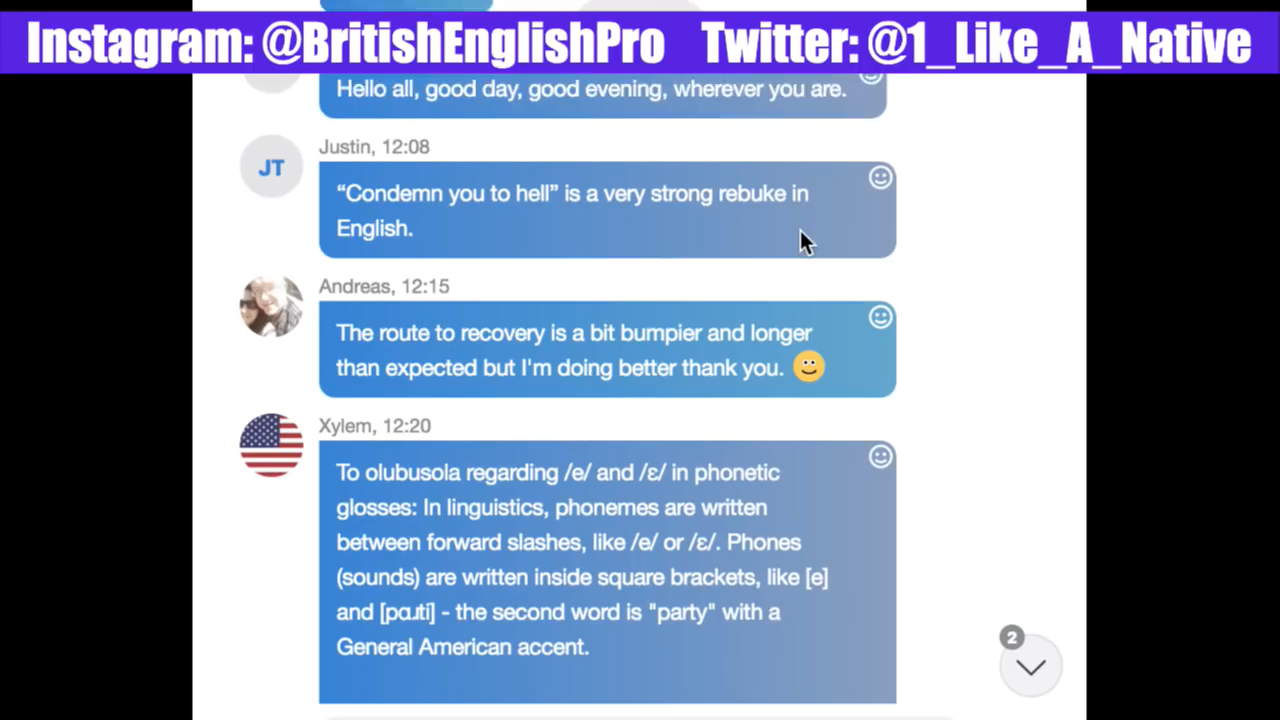 Instagram: @BritishEnglishPro Twitter: @1_Like_A_Native
Hello all, good day, good evening, wherever you are.
Justin, 12:08
JT
“Condemn you to hell” is a very strong rebuke in
English.
Andreas, 12:15
The route to recovery is a bit bumpier and longer
than expected but I'm doing better thank you.
Xylem, 12:20
To olubusola regarding /e/ and /ɛ/ in phonetic
glosses: In linguistics, phonemes are written
between forward slashes, like /e/ or /ɛ/. Phones
(sounds) are written inside square brackets, like [e]
and - the second word is "party" with a
General American accent.
2